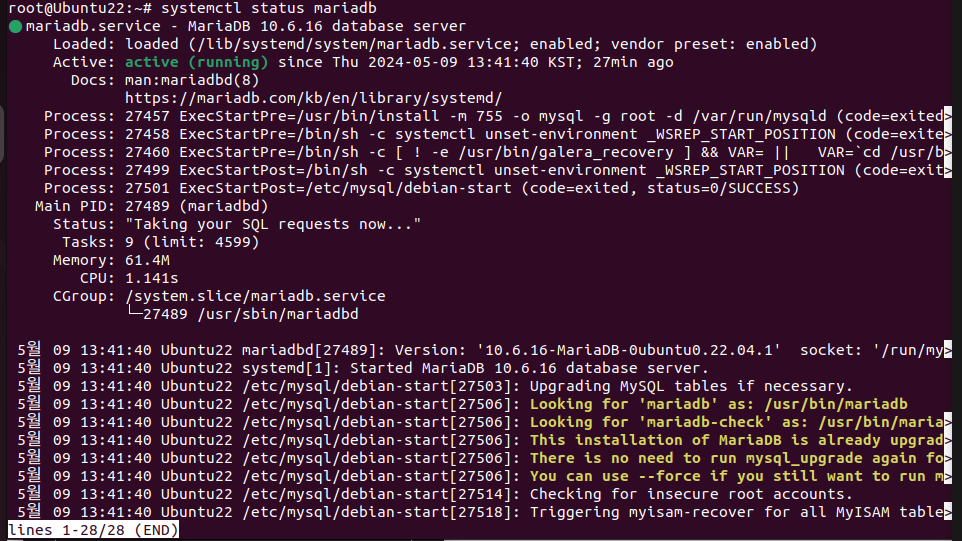 root@Ubuntu22:~# systemctl status mariadb
● mariadb.service - MariaDB 10.6.16 database server
     Loaded: loaded (/lib/systemd/system/mariadb.service; enabled; vendor preset: enabled)
     Active: active (running) since Thu 2024-05-09 13:41:40 KST; 27min ago
       Docs: man:mariadbd(8)
             https://mariadb.com/kb/en/library/systemd/
    Process: 27457 ExecStartPre=/usr/bin/install -m 755 -o mysql -g root -d /var/run/mysqld (code=exited>
    Process: 27458 ExecStartPre=/bin/sh -c systemctl unset-environment _WSREP_START_POSITION (code=exite>
    Process: 27460 ExecStartPre=/bin/sh -c [ ! -e /usr/bin/galera_recovery ] && VAR= ||   VAR=`cd /usr/b>
    Process: 27499 ExecStartPost=/bin/sh -c systemctl unset-environment _WSREP_START_POSITION (code=exit>
    Process: 27501 ExecStartPost=/etc/mysql/debian-start (code=exited, status=0/SUCCESS)
   Main PID: 27489 (mariadbd)
     Status: "Taking your SQL requests now..."
      Tasks: 9 (limit: 4599)
     Memory: 61.4M
        CPU: 1.141s
     CGroup: /system.slice/mariadb.service
             └─27489 /usr/sbin/mariadbd

 5월 09 13:41:40 Ubuntu22 mariadbd[27489]: Version: '10.6.16-MariaDB-0ubuntu0.22.04.1'  socket: '/run/my>
 5월 09 13:41:40 Ubuntu22 systemd[1]: Started MariaDB 10.6.16 database server.
 5월 09 13:41:40 Ubuntu22 /etc/mysql/debian-start[27503]: Upgrading MySQL tables if necessary.
 5월 09 13:41:40 Ubuntu22 /etc/mysql/debian-start[27506]: Looking for 'mariadb' as: /usr/bin/mariadb
 5월 09 13:41:40 Ubuntu22 /etc/mysql/debian-start[27506]: Looking for 'mariadb-check' as: /usr/bin/maria>
 5월 09 13:41:40 Ubuntu22 /etc/mysql/debian-start[27506]: This installation of MariaDB is already upgrad>
 5월 09 13:41:40 Ubuntu22 /etc/mysql/debian-start[27506]: There is no need to run mysql_upgrade again fo>
 5월 09 13:41:40 Ubuntu22 /etc/mysql/debian-start[27506]: You can use --force if you still want to run m>
 5월 09 13:41:40 Ubuntu22 /etc/mysql/debian-start[27514]: Checking for insecure root accounts.
 5월 09 13:41:40 Ubuntu22 /etc/mysql/debian-start[27518]: Triggering myisam-recover for all MyISAM table>
lines 1-28/28 (END)